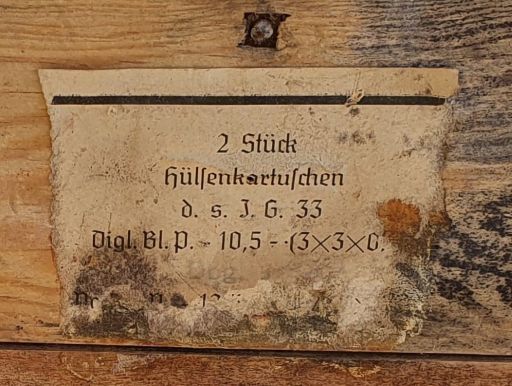 2 Stück
Hülsenkartuschen
d. s. J. G. 33
Digl. Bl. P. - 10,5 - (3×3×0.